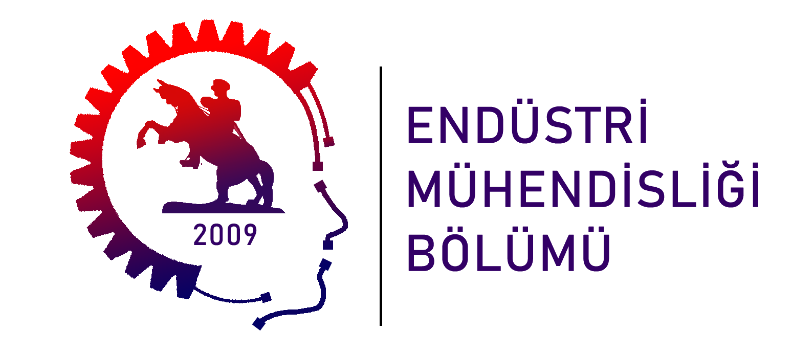 2009
ENDÜSTRİ
MÜHENDİSLİĞİ
BÖLÜMÜ